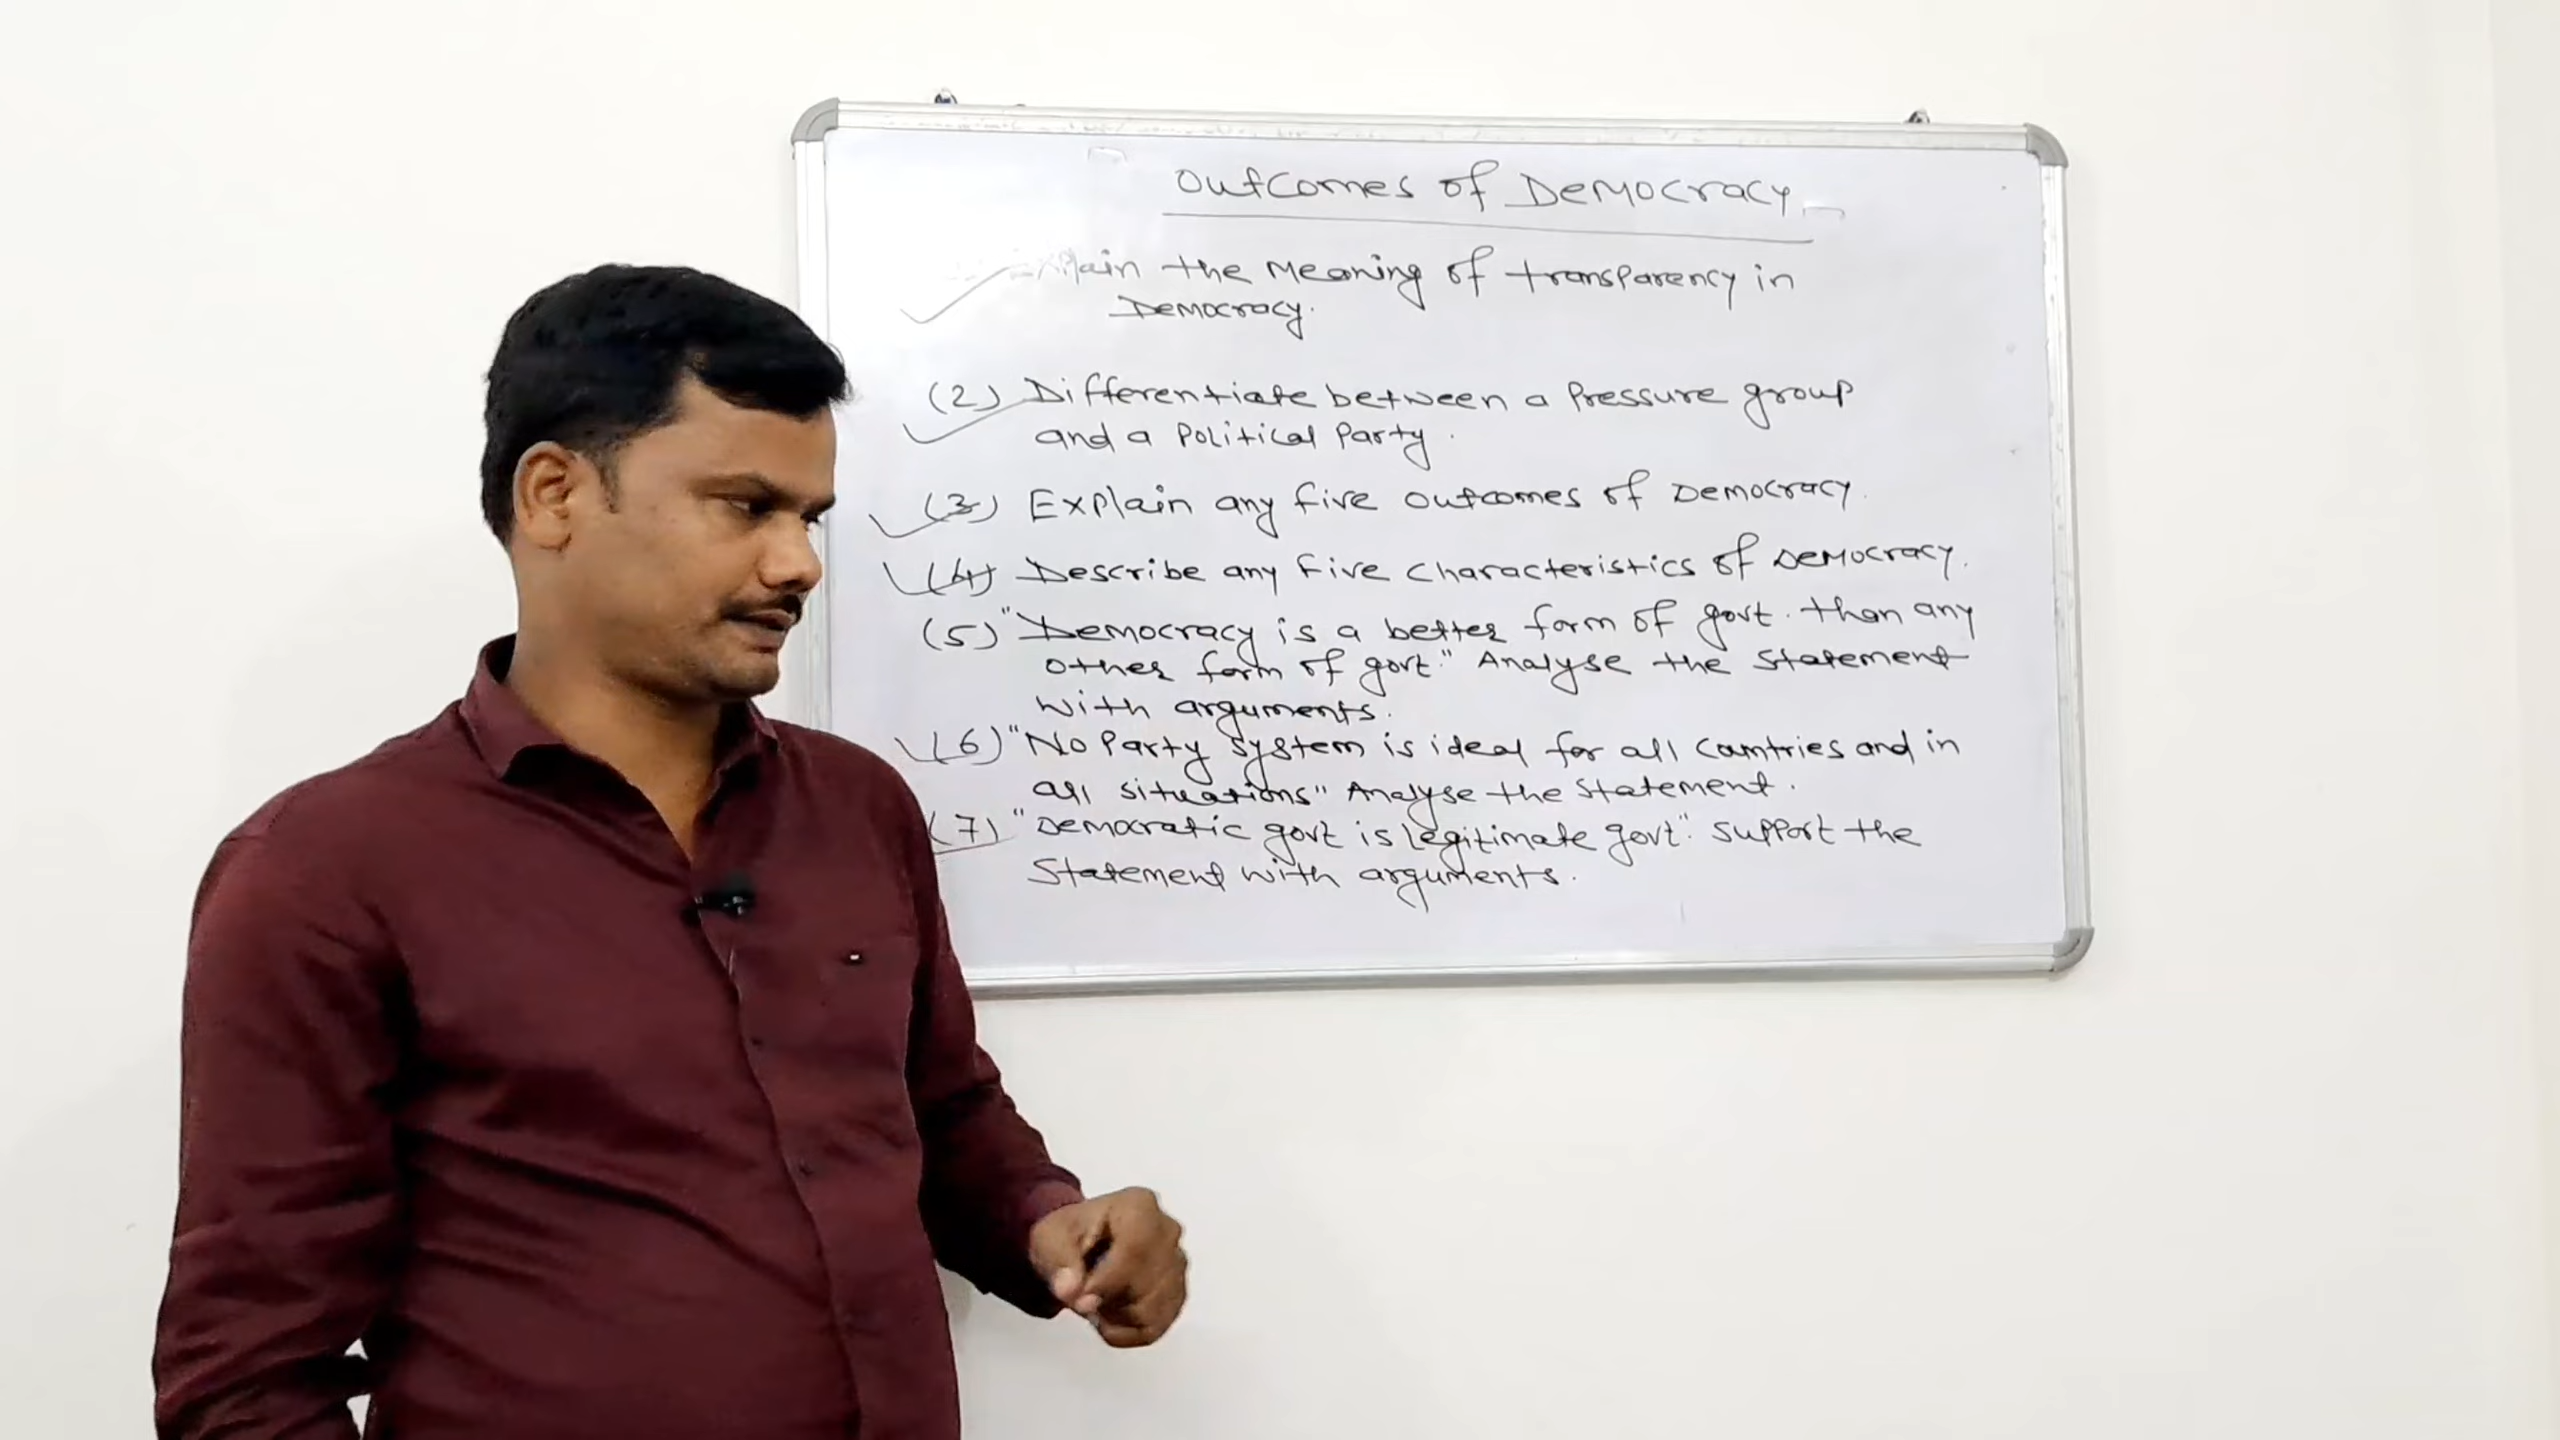 Outcomes of Democracy
Explain the Meaning of transparency in
Democracy.
(2) Differentiate between a Pressure group
and a Political Party.
(3) Explain any five outcomes of Democracy.
(4) Describe any five characteristics of Democracy.
(5) "Democracy is a better form of govt. than any
other form of govt." Analyse the statement
with arguments.
(6) "No Party system is ideal for all Countries and in
all situations" Analyse the statement.
(7) "Democratic govt is legitimate govt". Support the
Statement with arguments.